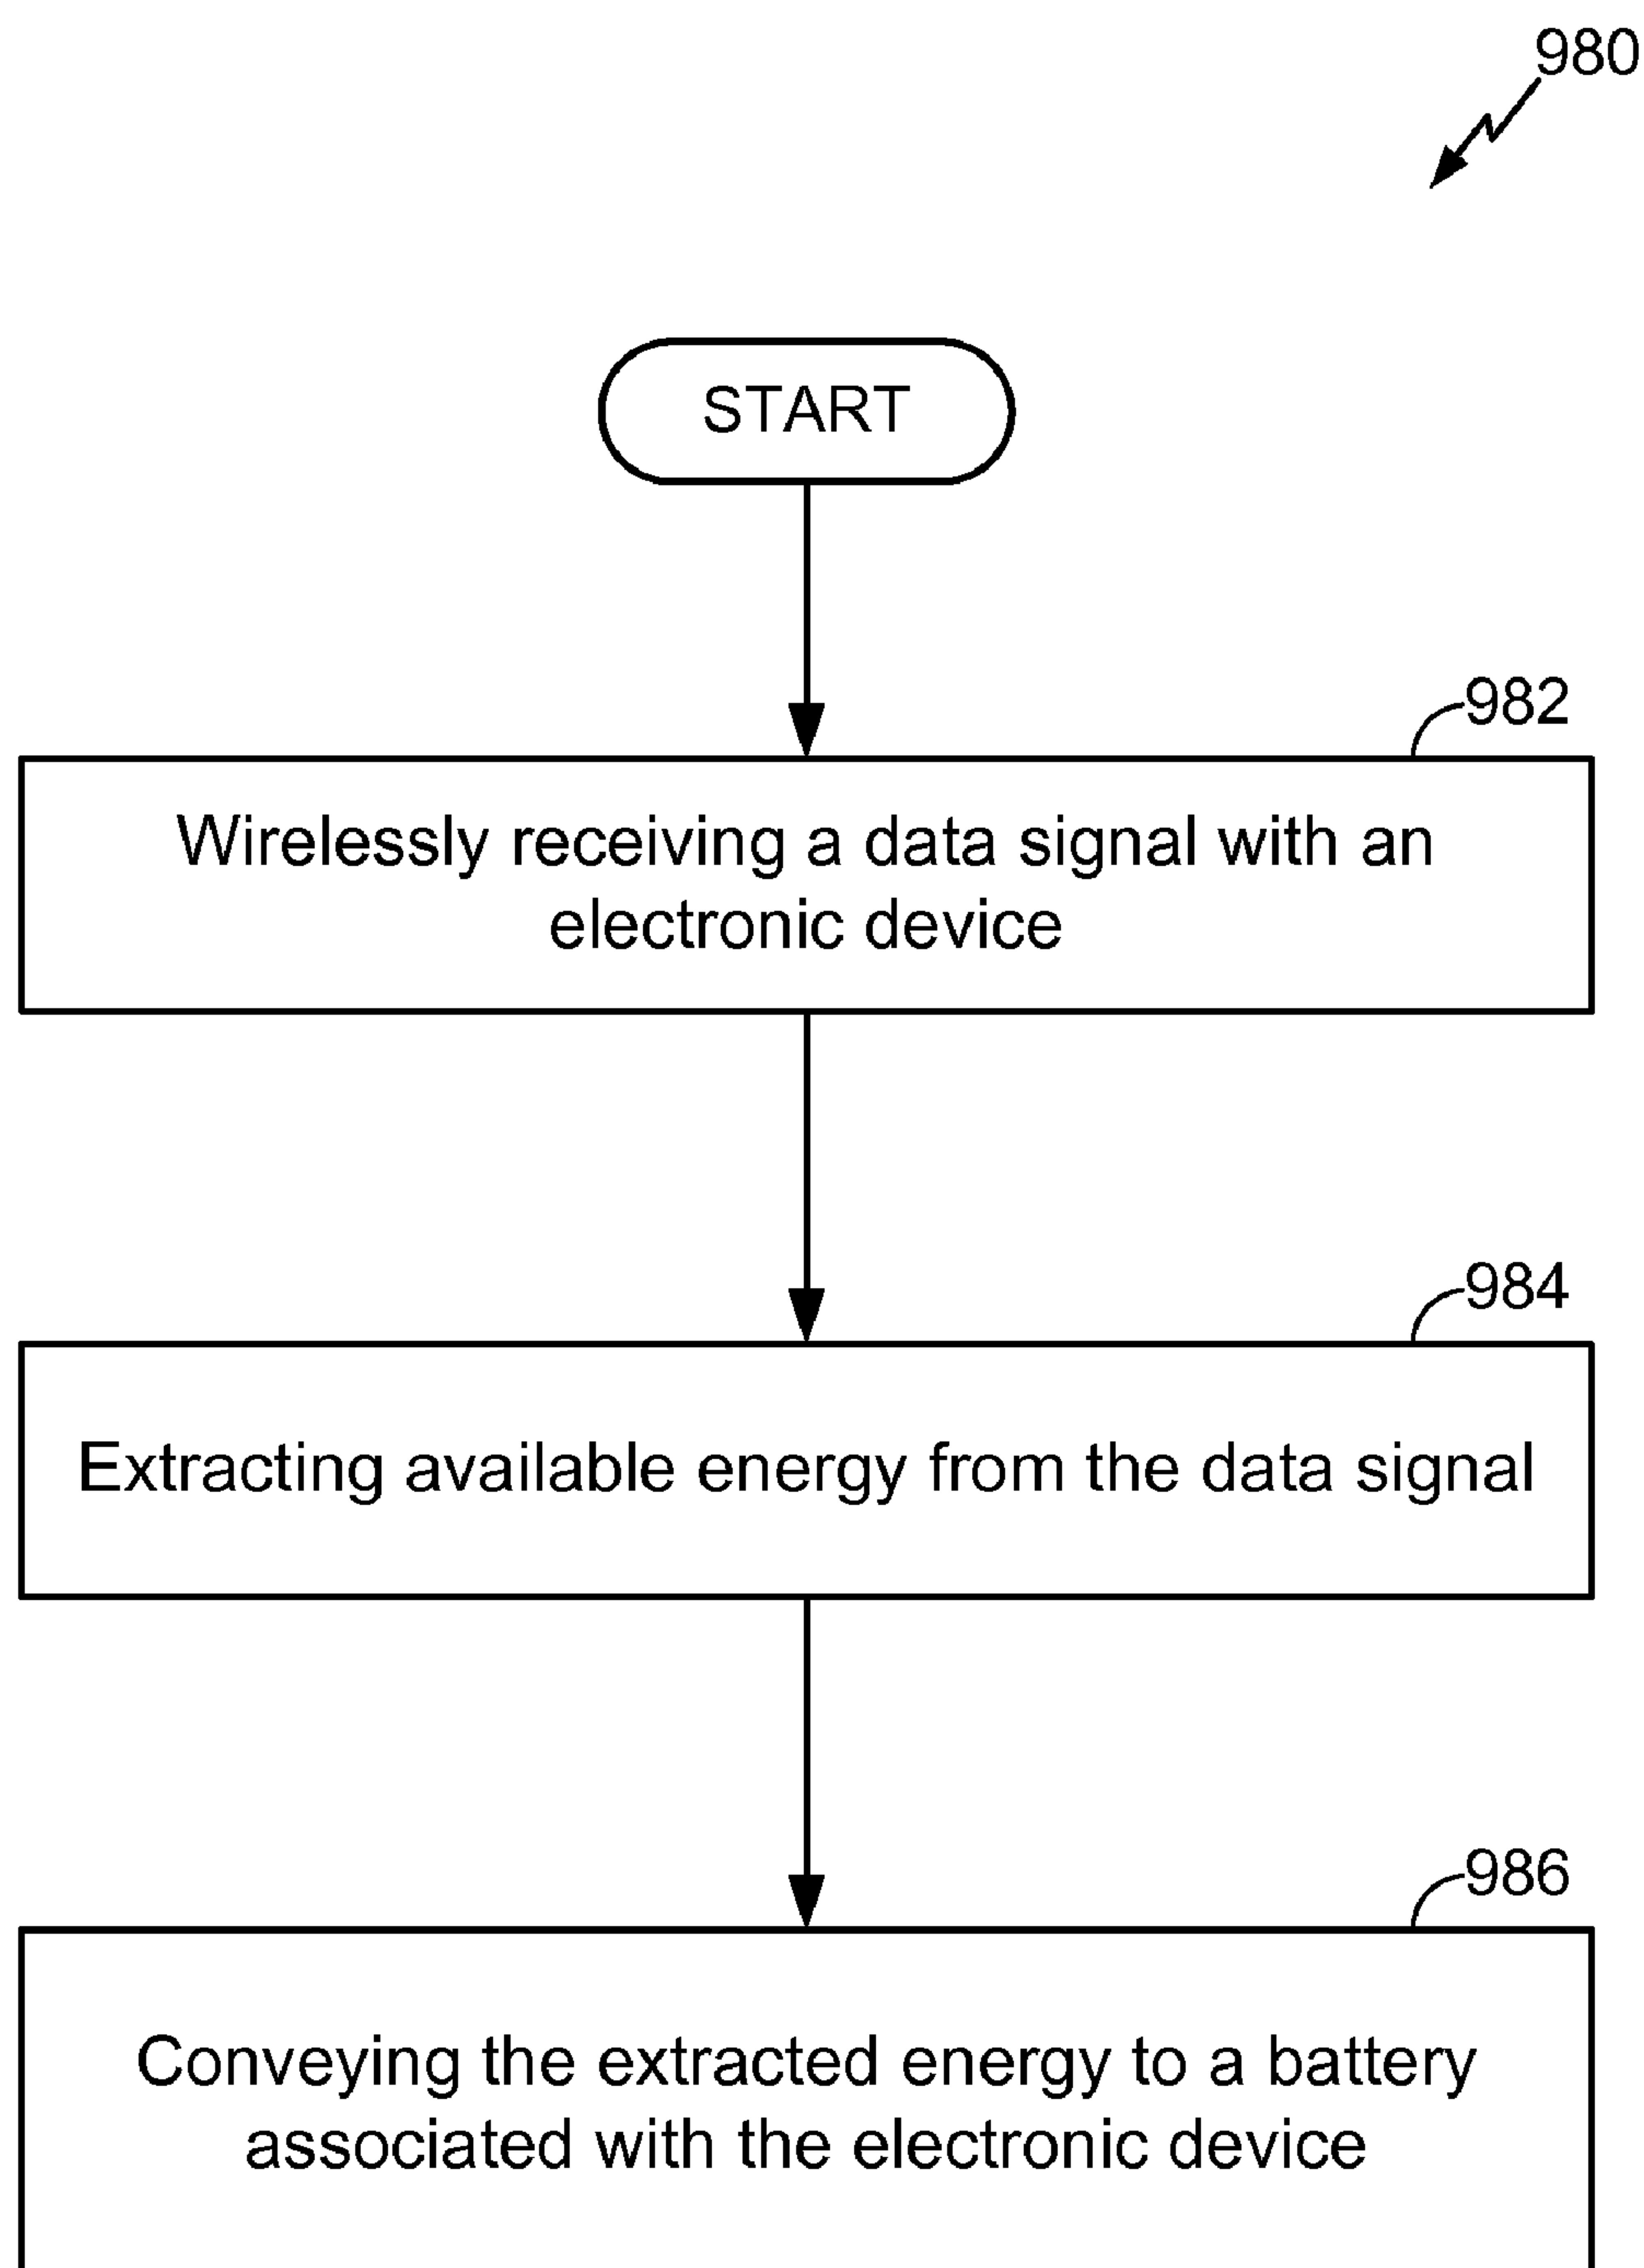 980
START
982
Wirelessly receiving a data signal with an
electronic device
984
Extracting available energy from the data signal
986
Conveying the extracted energy to a battery
associated with the electronic device